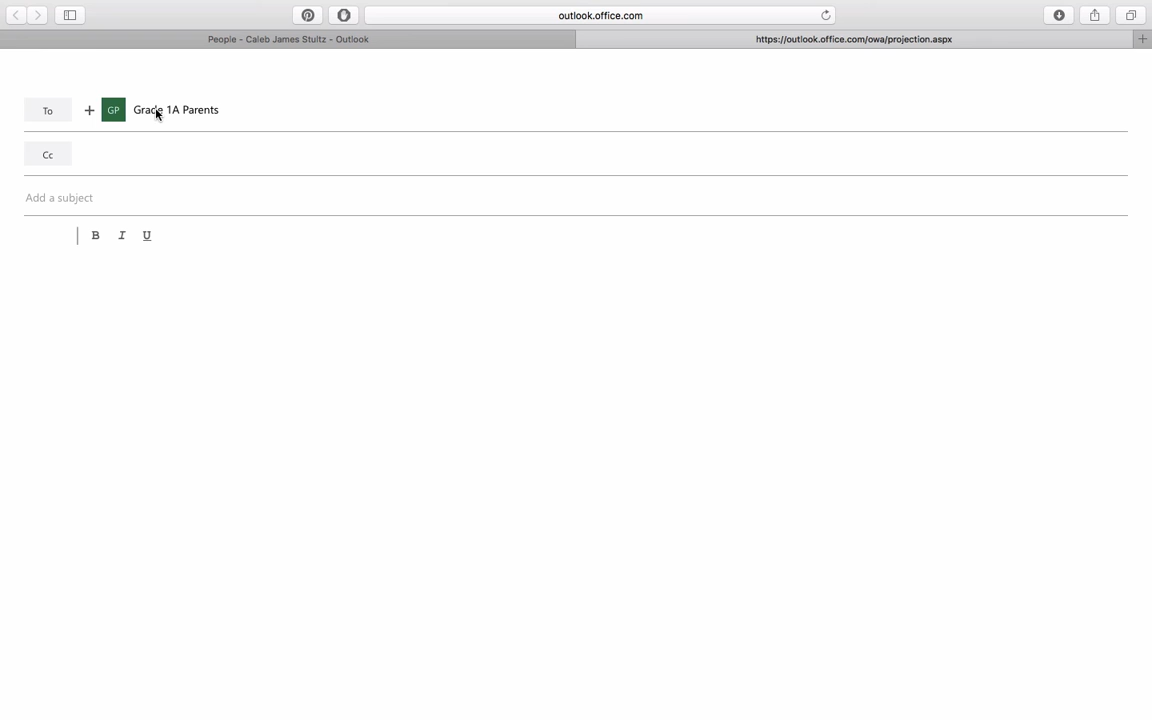 outlook.office.com
People - Caleb James Stultz - Outlook
https://outlook.office.com/owa/projection.aspx
To + GP Grade 1A Parents
Cc
Add a subject
B I U